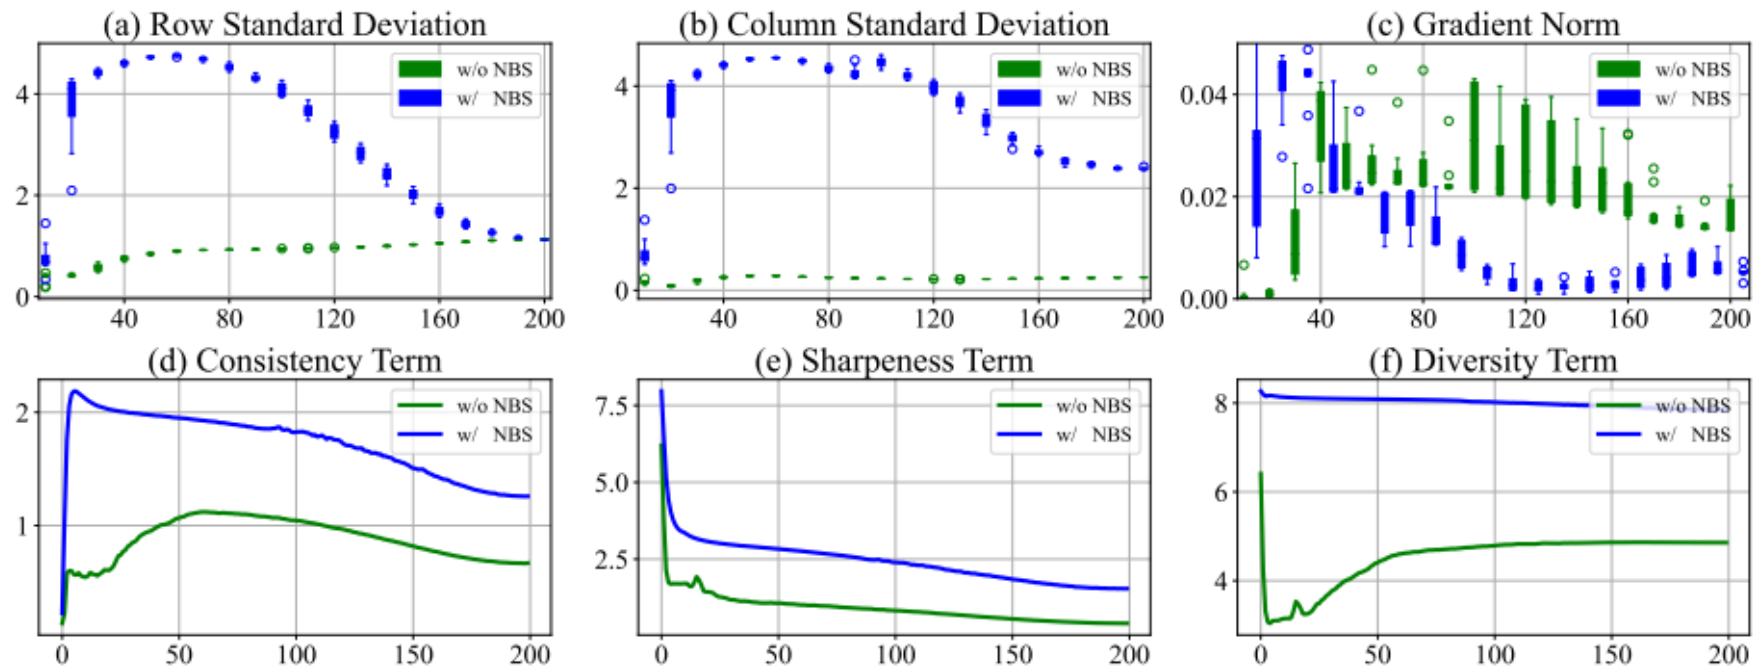 (a) Row Standard Deviation
4
2
0
w/o NBS
w/ NBS
40 80 120 160 200
(b) Column Standard Deviation
4
2
0
w/o NBS
w/ NBS
40 80 120 160 200
(c) Gradient Norm
0.04
0.02
0.00
w/o NBS
w/ NBS
40 80 120 160 200
(d) Consistency Term
2
1
w/o NBS
w/ NBS
0 50 100 150 200
(e) Sharpeness Term
7.5
5.0
2.5
w/o NBS
w/ NBS
0 50 100 150 200
(f) Diversity Term
8
6
4
w/o NBS
w/ NBS
0 50 100 150 200